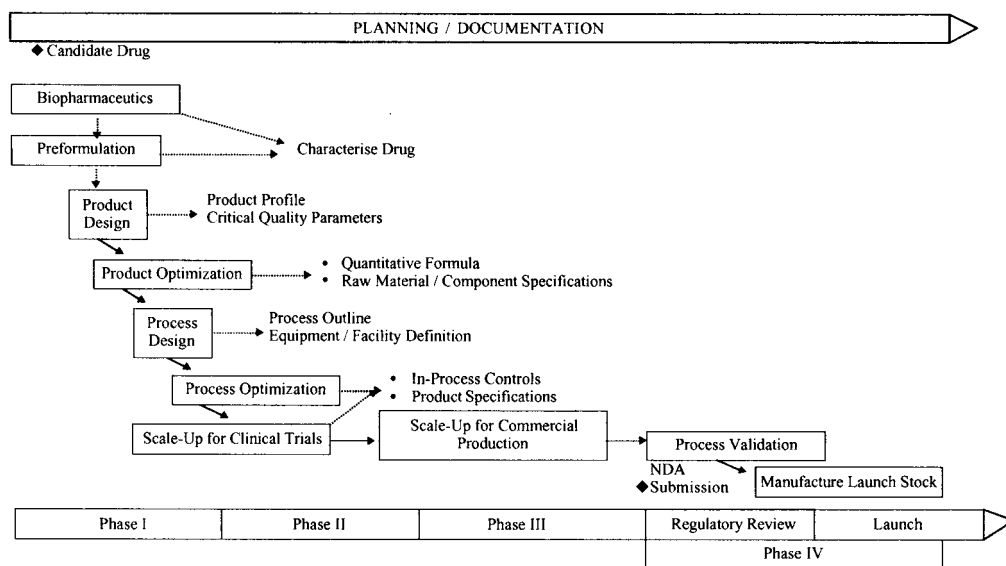 PLANNING / DOCUMENTATION
◆ Candidate Drug
Biopharmaceutics
Preformulation
Characterise Drug
Product
Design
Product Profile
Critical Quality Parameters
Product Optimization
• Quantitative Formula
• Raw Material / Component Specifications
Process
Design
Process Outline
Equipment / Facility Definition
Process Optimization
• In-Process Controls
• Product Specifications
Scale-Up for Clinical Trials
Scale-Up for Commercial
Production
Process Validation
NDA
◆ Submission
Manufacture Launch Stock
Phase I
Phase II
Phase III
Regulatory Review
Launch
Phase IV